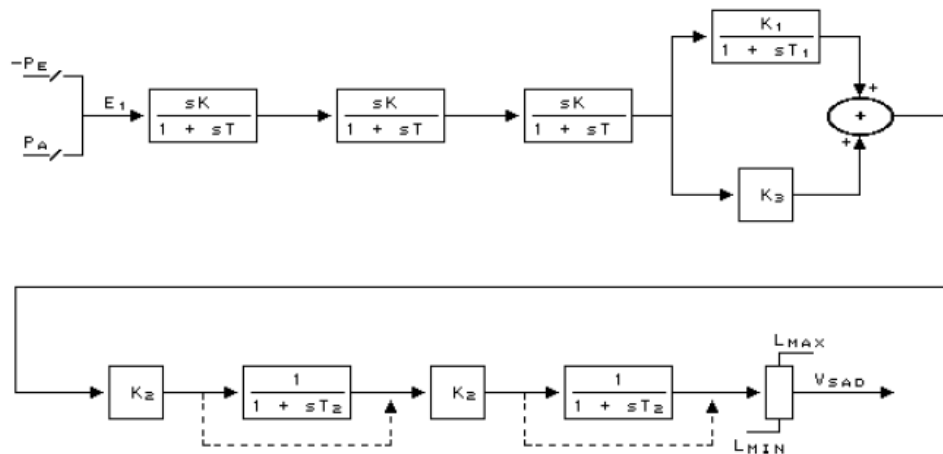 -PE
E1
PA
sK
1 + sT
sK
1 + sT
sK
1 + sT
K1
1 + sT1
+
+
+
K3
K2
1
1 + sT2
K2
1
1 + sT2
LMAX
VSAD
LMIN